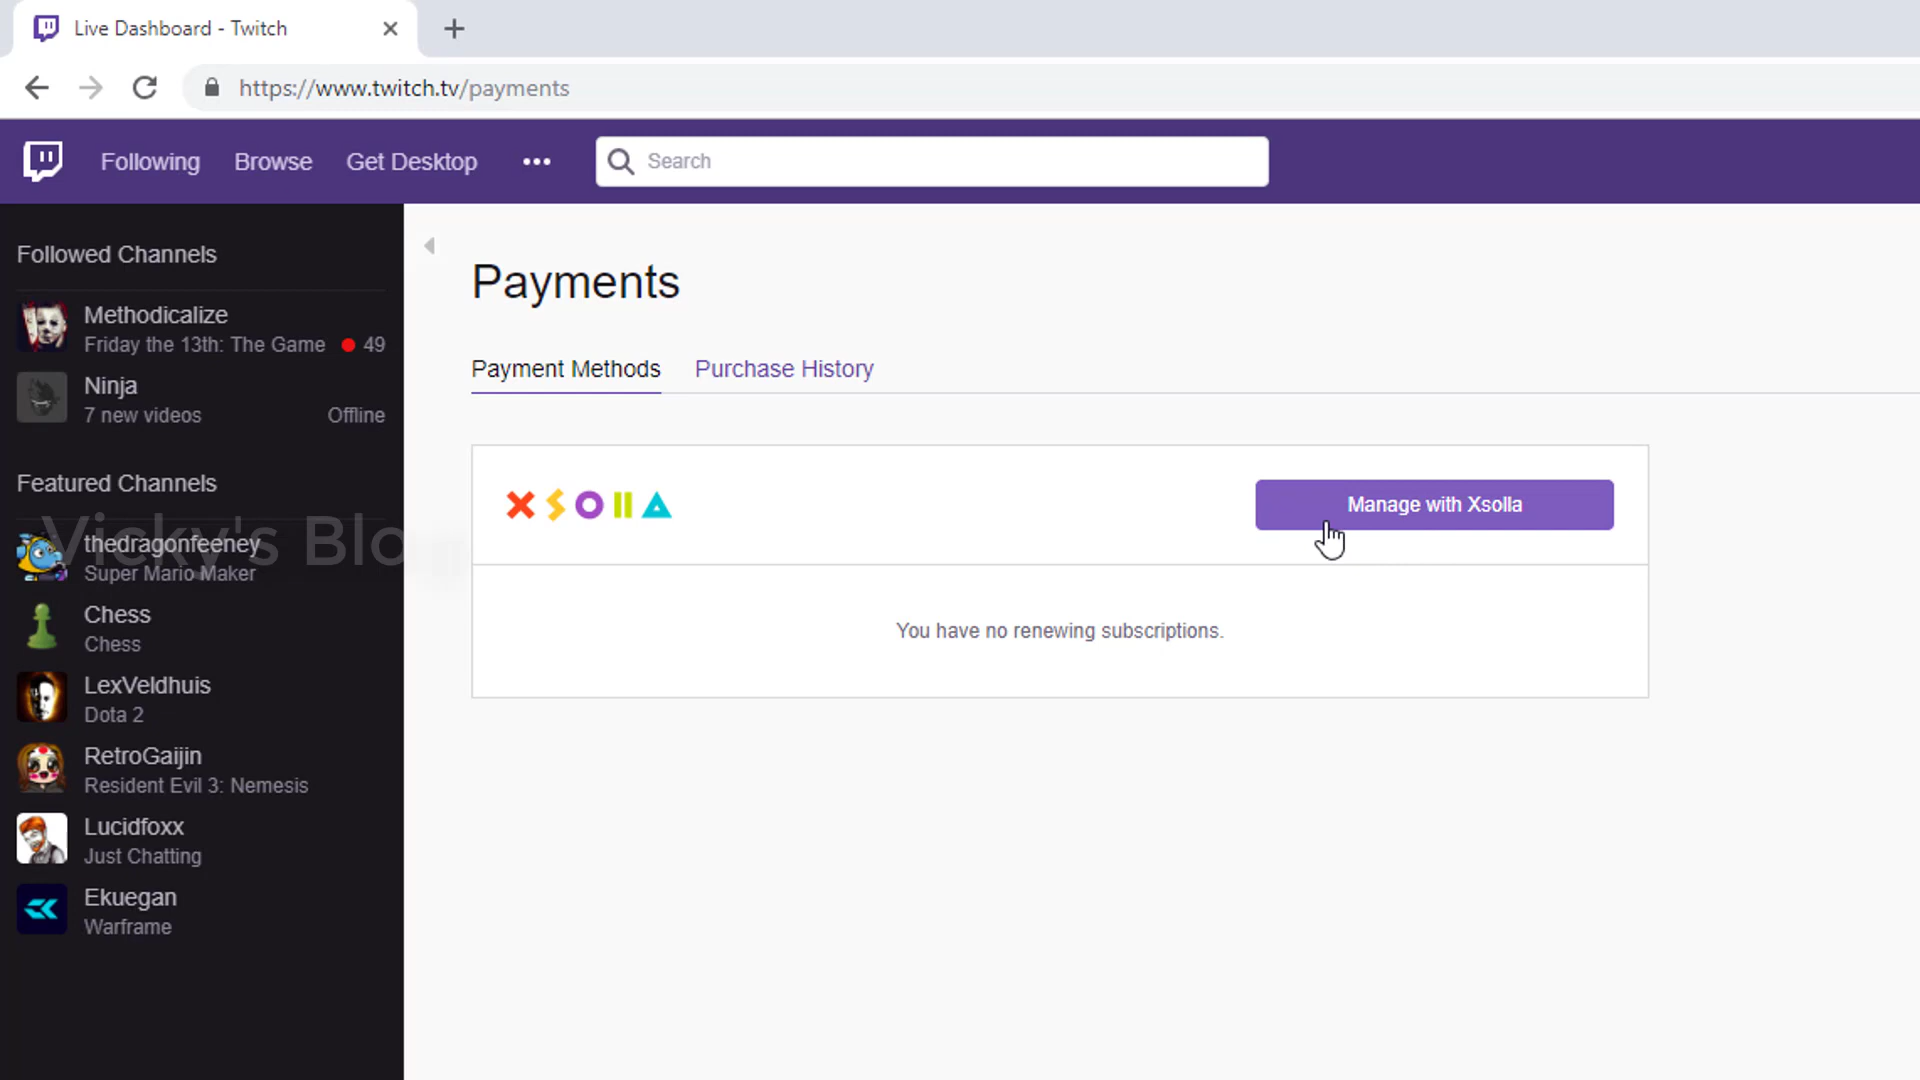 Live Dashboard - Twitch
https://www.twitch.tv/payments
Following Browse Get Desktop
Search
Followed Channels
Methodicalize
Friday the 13th: The Game 49
Ninja
7 new videos Offline
Featured Channels
thedragonfeeney
Super Mario Maker
Chess
Chess
LexVeldhuis
Dota 2
RetroGaijin
Resident Evil 3: Nemesis
Lucidfoxx
Just Chatting
Ekuegan
Warframe
Vicky's Blog
Payments
Payment Methods Purchase History
XSOLLA
Manage with Xsolla
You have no renewing subscriptions.